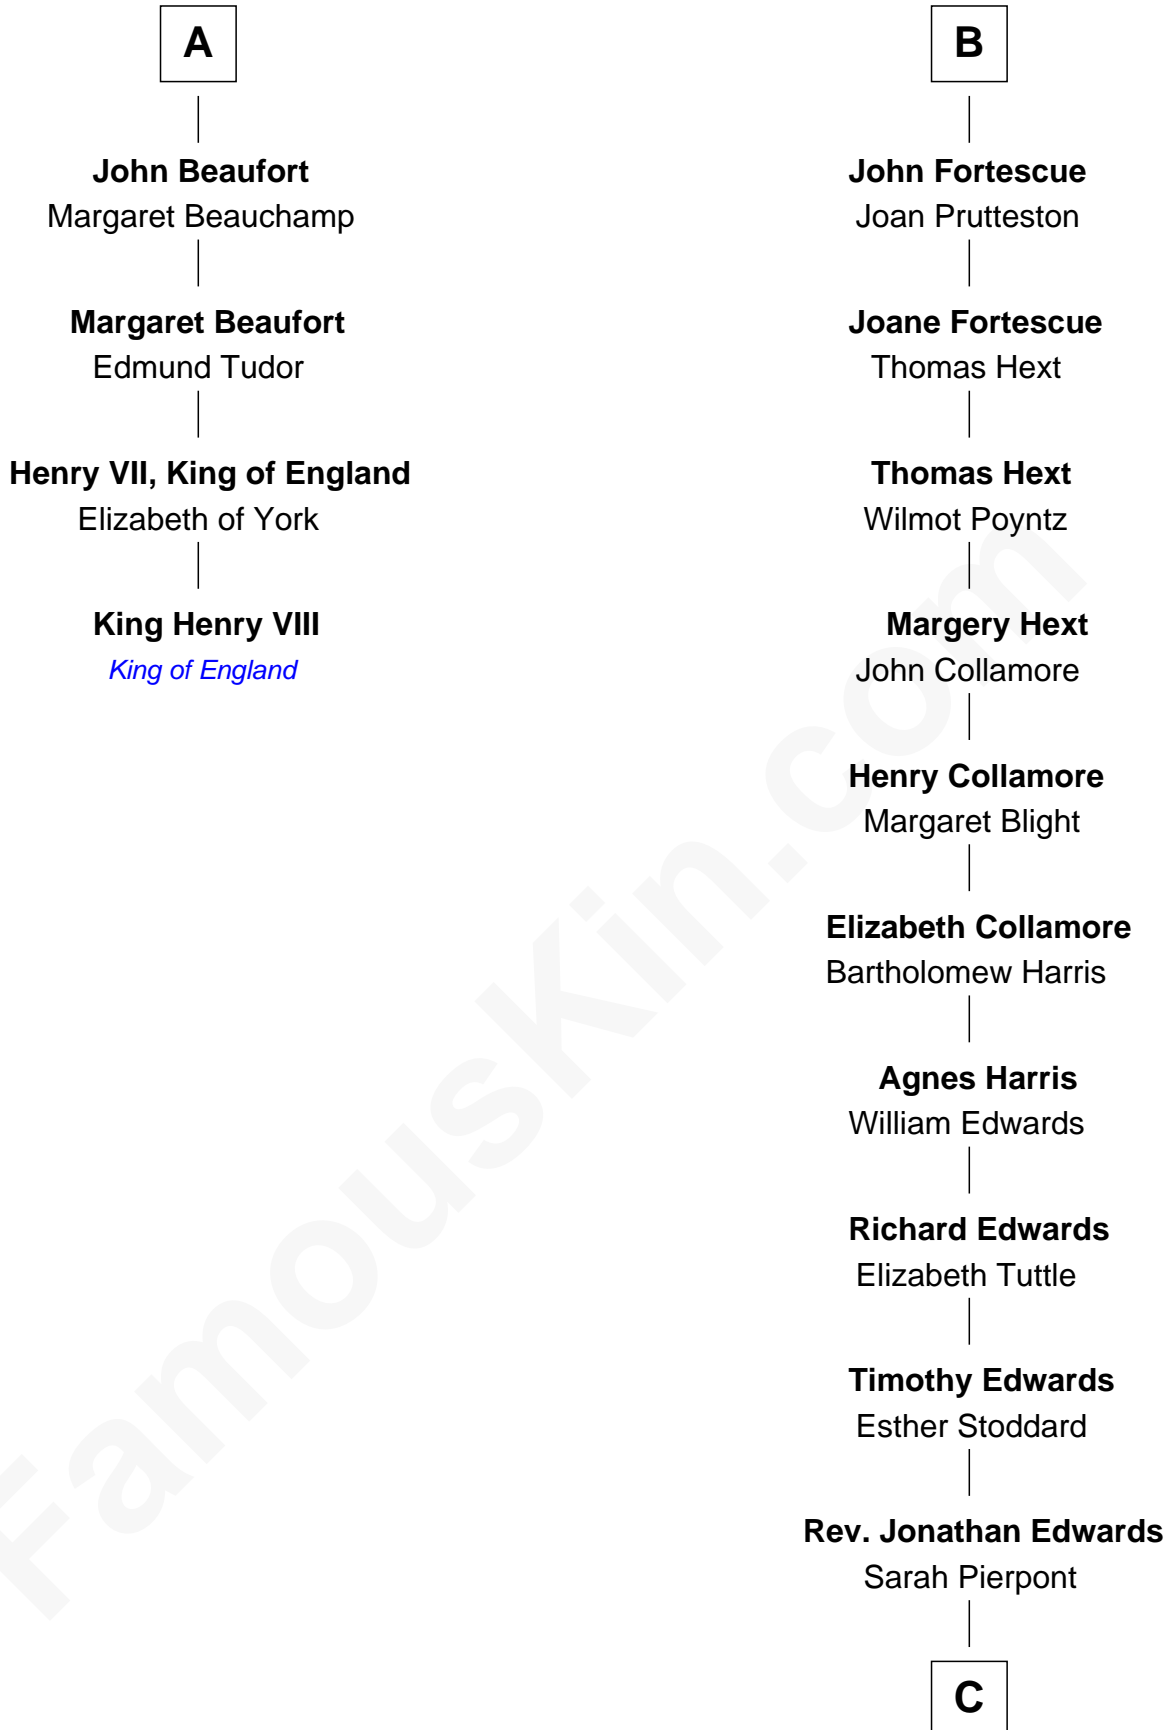 A
John Beaufort
Margaret Beauchamp
Margaret Beaufort
Edmund Tudor
Henry VII, King of England
Elizabeth of York
King Henry VIII
King of England
B
John Fortescue
Joan Prutteston
Joane Fortescue
Thomas Hext
Thomas Hext
Wilmot Poyntz
Margery Hext
John Collamore
Henry Collamore
Margaret Blight
Elizabeth Collamore
Bartholomew Harris
Agnes Harris
William Edwards
Richard Edwards
Elizabeth Tuttle
Timothy Edwards
Esther Stoddard
Rev. Jonathan Edwards
Sarah Pierpont
C
FamousKin.com